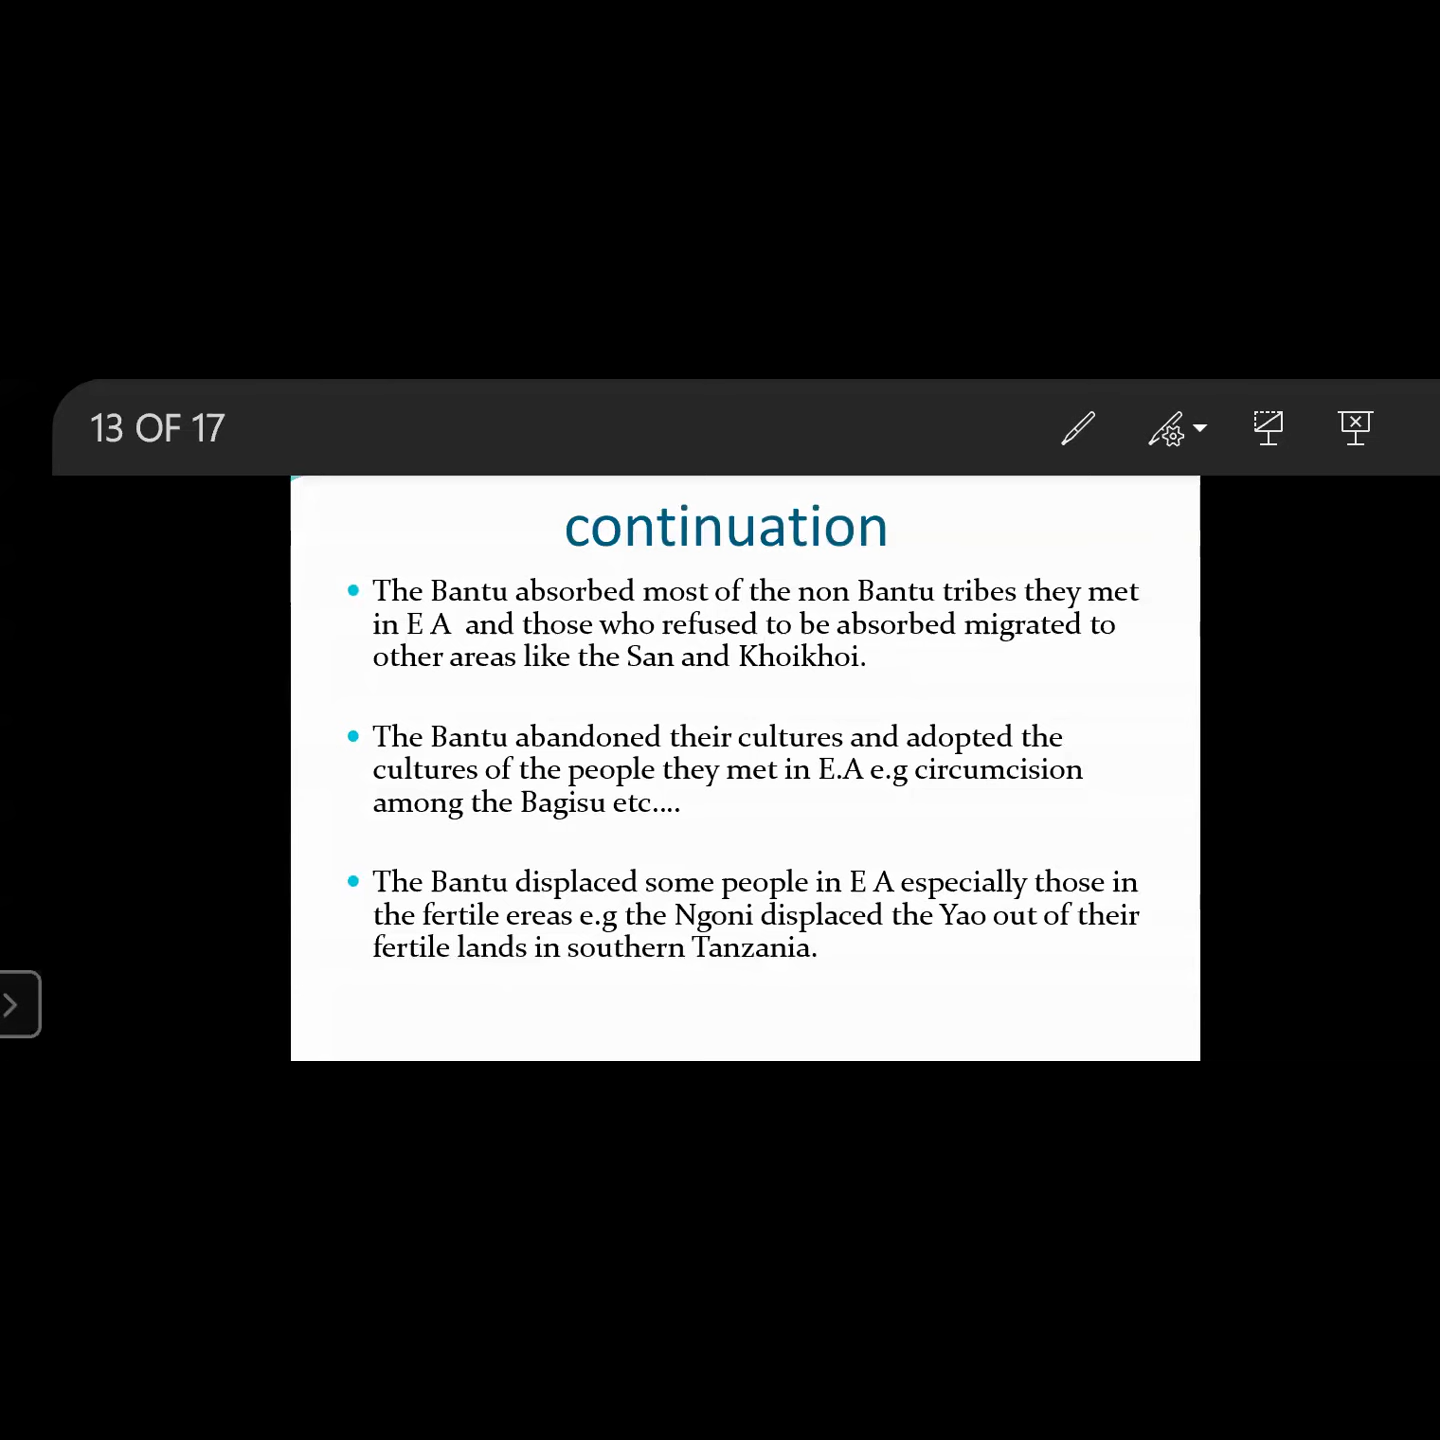 13 OF 17
continuation
• The Bantu absorbed most of the non Bantu tribes they met
in E A and those who refused to be absorbed migrated to
other areas like the San and Khoikhoi.
• The Bantu abandoned their cultures and adopted the
cultures of the people they met in E.A e.g circumcision
among the Bagisu etc....
• The Bantu displaced some people in E A especially those in
the fertile ereas e.g the Ngoni displaced the Yao out of their
fertile lands in southern Tanzania.